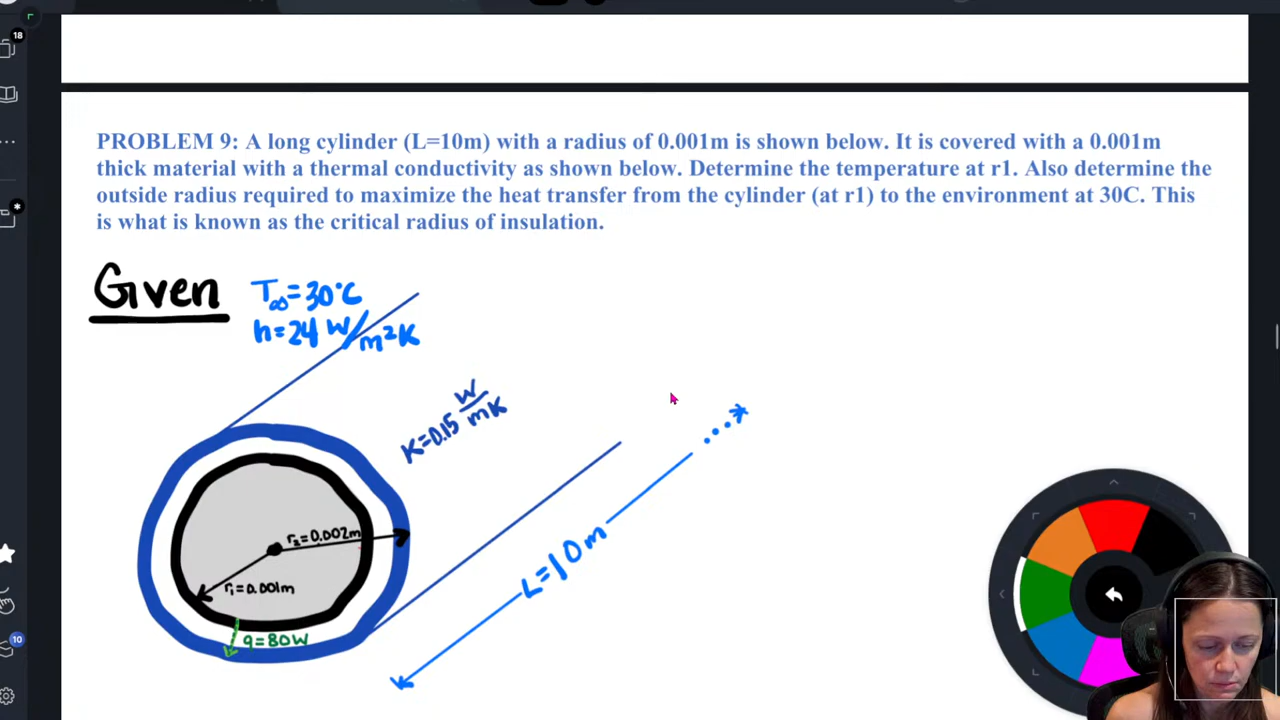 18
PROBLEM 9: A long cylinder (L=10m) with a radius of 0.001m is shown below. It is covered with a 0.001m
thick material with a thermal conductivity as shown below. Determine the temperature at r1. Also determine the
outside radius required to maximize the heat transfer from the cylinder (at r1) to the environment at 30C. This
is what is known as the critical radius of insulation.
Given
T∞=30°C
h=24 W/m²K
K=0.15 W/mK
r₂=0.002m
r₁=0.001m
q=80W
L=10m
10